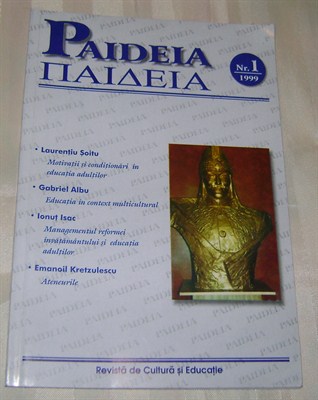 PAIDEIA
ΠΑΙΔΕΙΑ
Nr. 1
1999
• Laurenţiu Şoitu
Motivaţii şi condiţionări în
educaţia adulţilor
• Gabriel Albu
Educaţia în context multicultural
• Ionuţ Isac
Managementul reformei
învăţământului şi educaţia
adulţilor
• Emanoil Kretzulescu
Ateneurile
Revistă de Cultură şi Educaţie